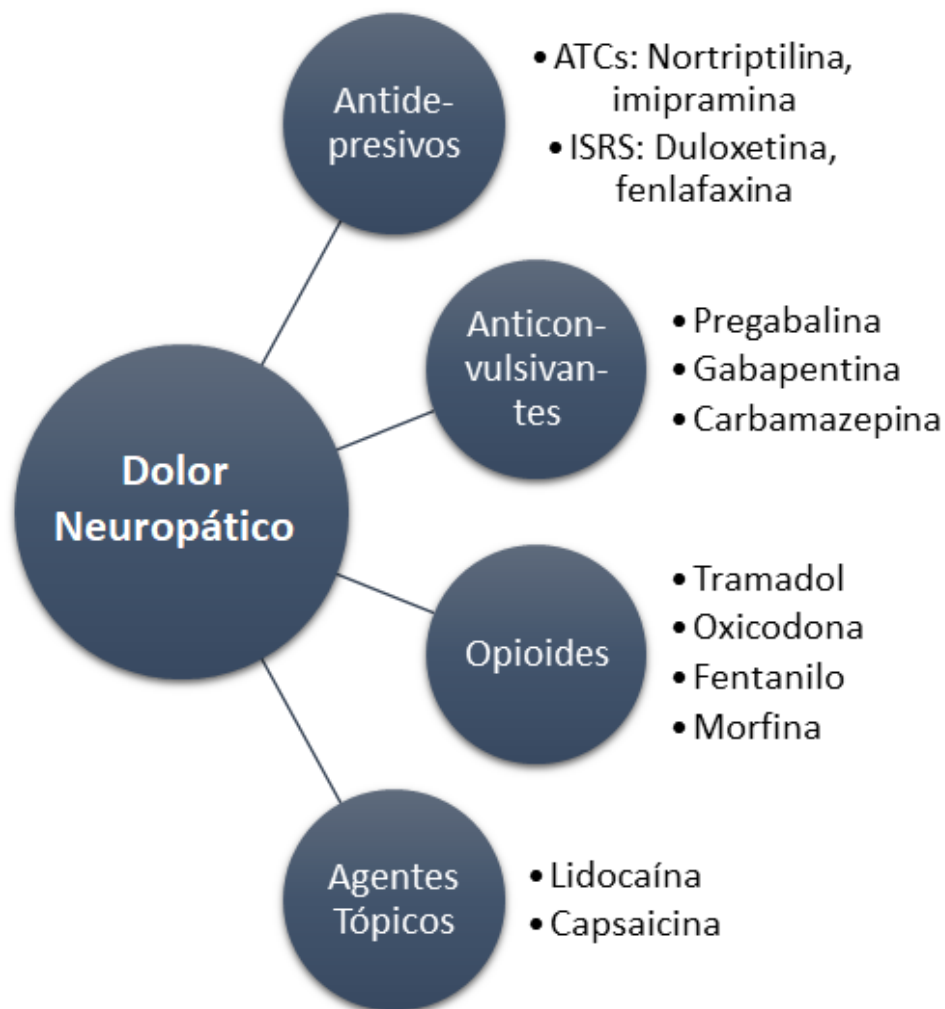 Antide-
presivos
• ATCs: Nortriptilina,
imipramina
• ISRS: Duloxetina,
fenlafaxina
Anticon-
vulsivan-
tes
• Pregabalina
• Gabapentina
• Carbamazepina
Dolor
Neuropático
Opioides
• Tramadol
• Oxicodona
• Fentanilo
• Morfina
Agentes
Tópicos
• Lidocaína
• Capsaicina